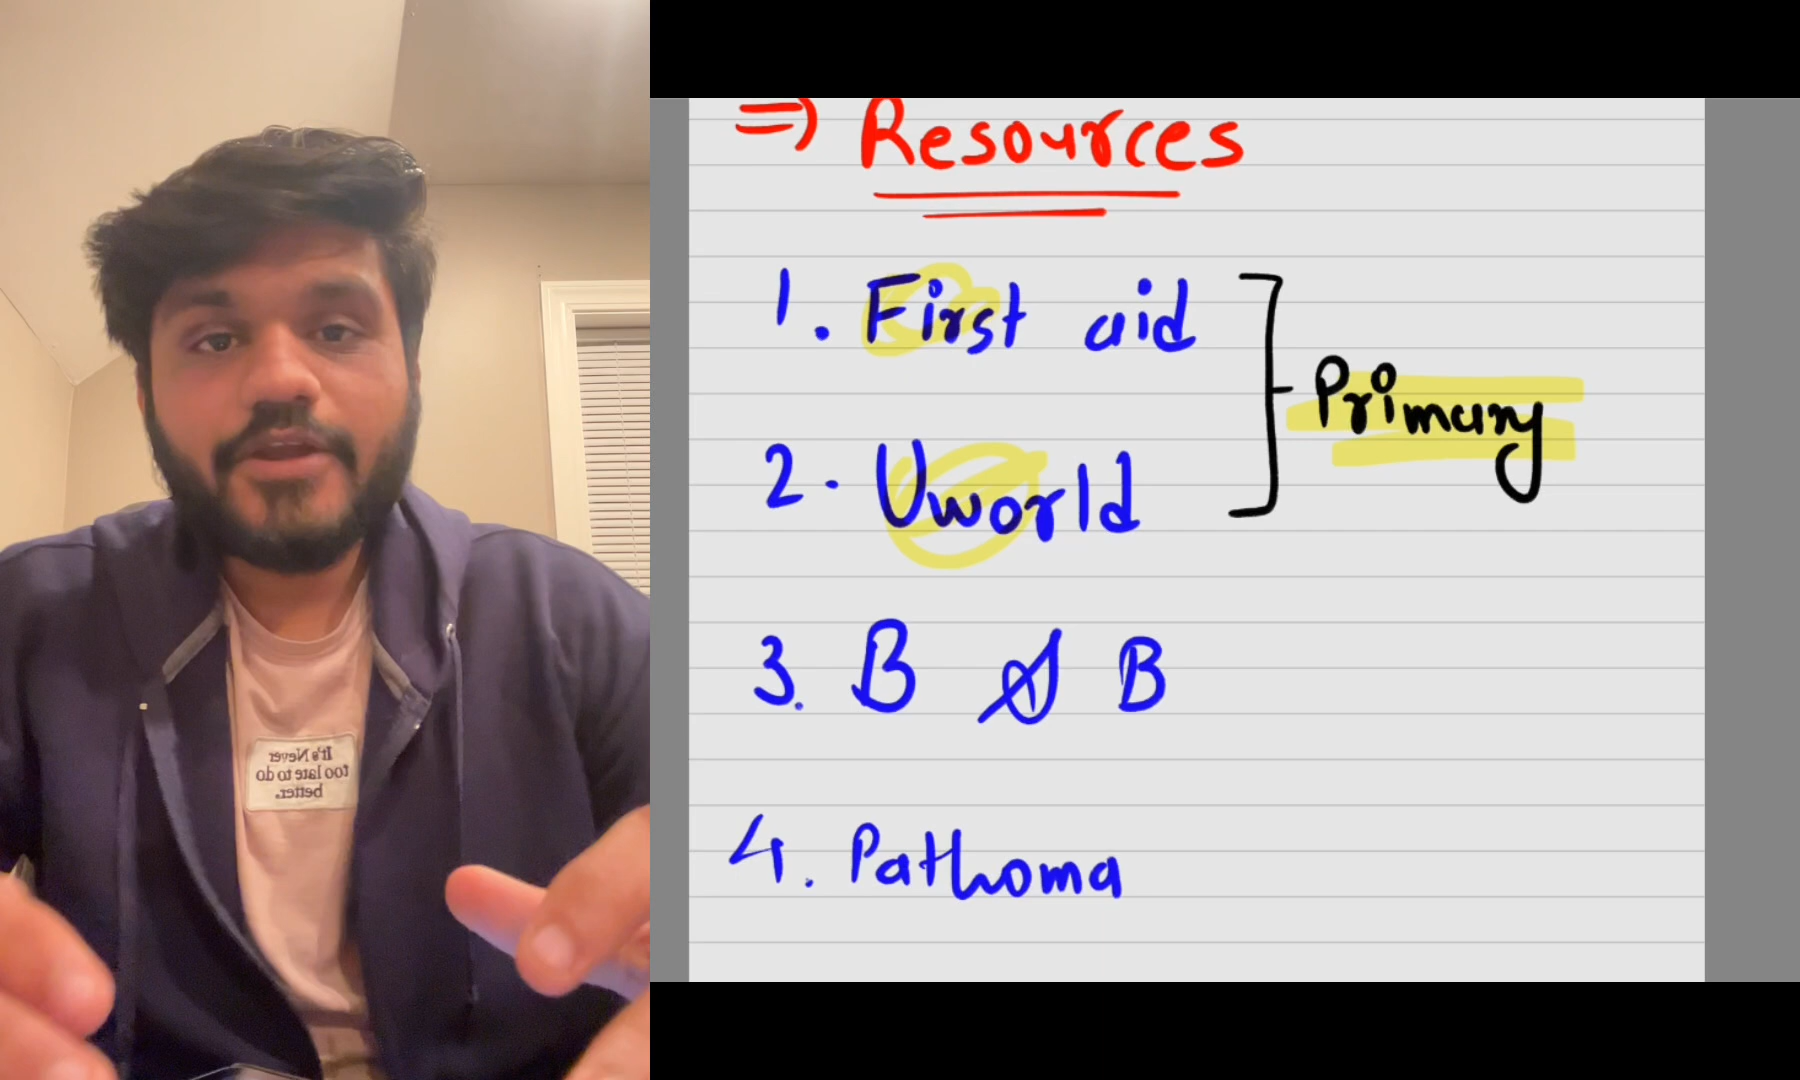 It's Never
too late to do
better.
=> Resources
1. First aid
2. Uworld
Primary
3. B & B
4. Pathoma